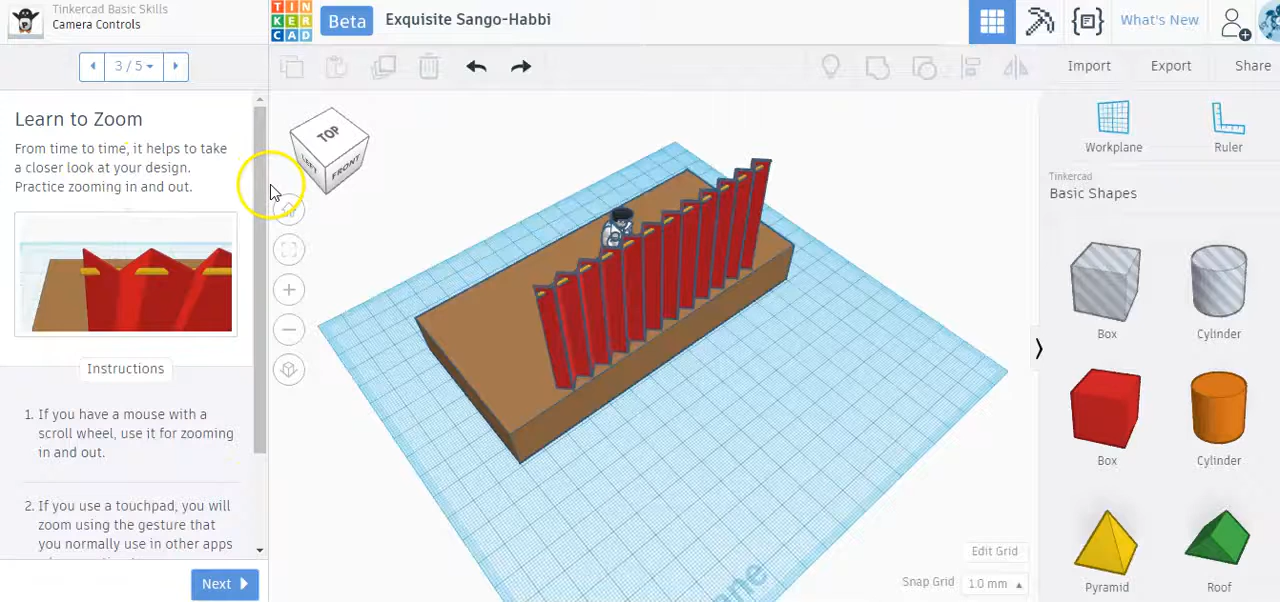 Tinkercad Basic Skills
Camera Controls
TIN
KER
CAD
Beta
Exquisite Sango-Habbi
What's New
3 / 5
Import
Export
Share
Learn to Zoom
From time to time, it helps to take
a closer look at your design.
Practice zooming in and out.
Instructions
1. If you have a mouse with a
scroll wheel, use it for zooming
in and out.
2. If you use a touchpad, you will
zoom using the gesture that
you normally use in other apps
Next
TOP
LEFT
FRONT
Workplane
Ruler
Tinkercad
Basic Shapes
Box
Cylinder
Box
Cylinder
Pyramid
Roof
Edit Grid
Snap Grid
1.0 mm